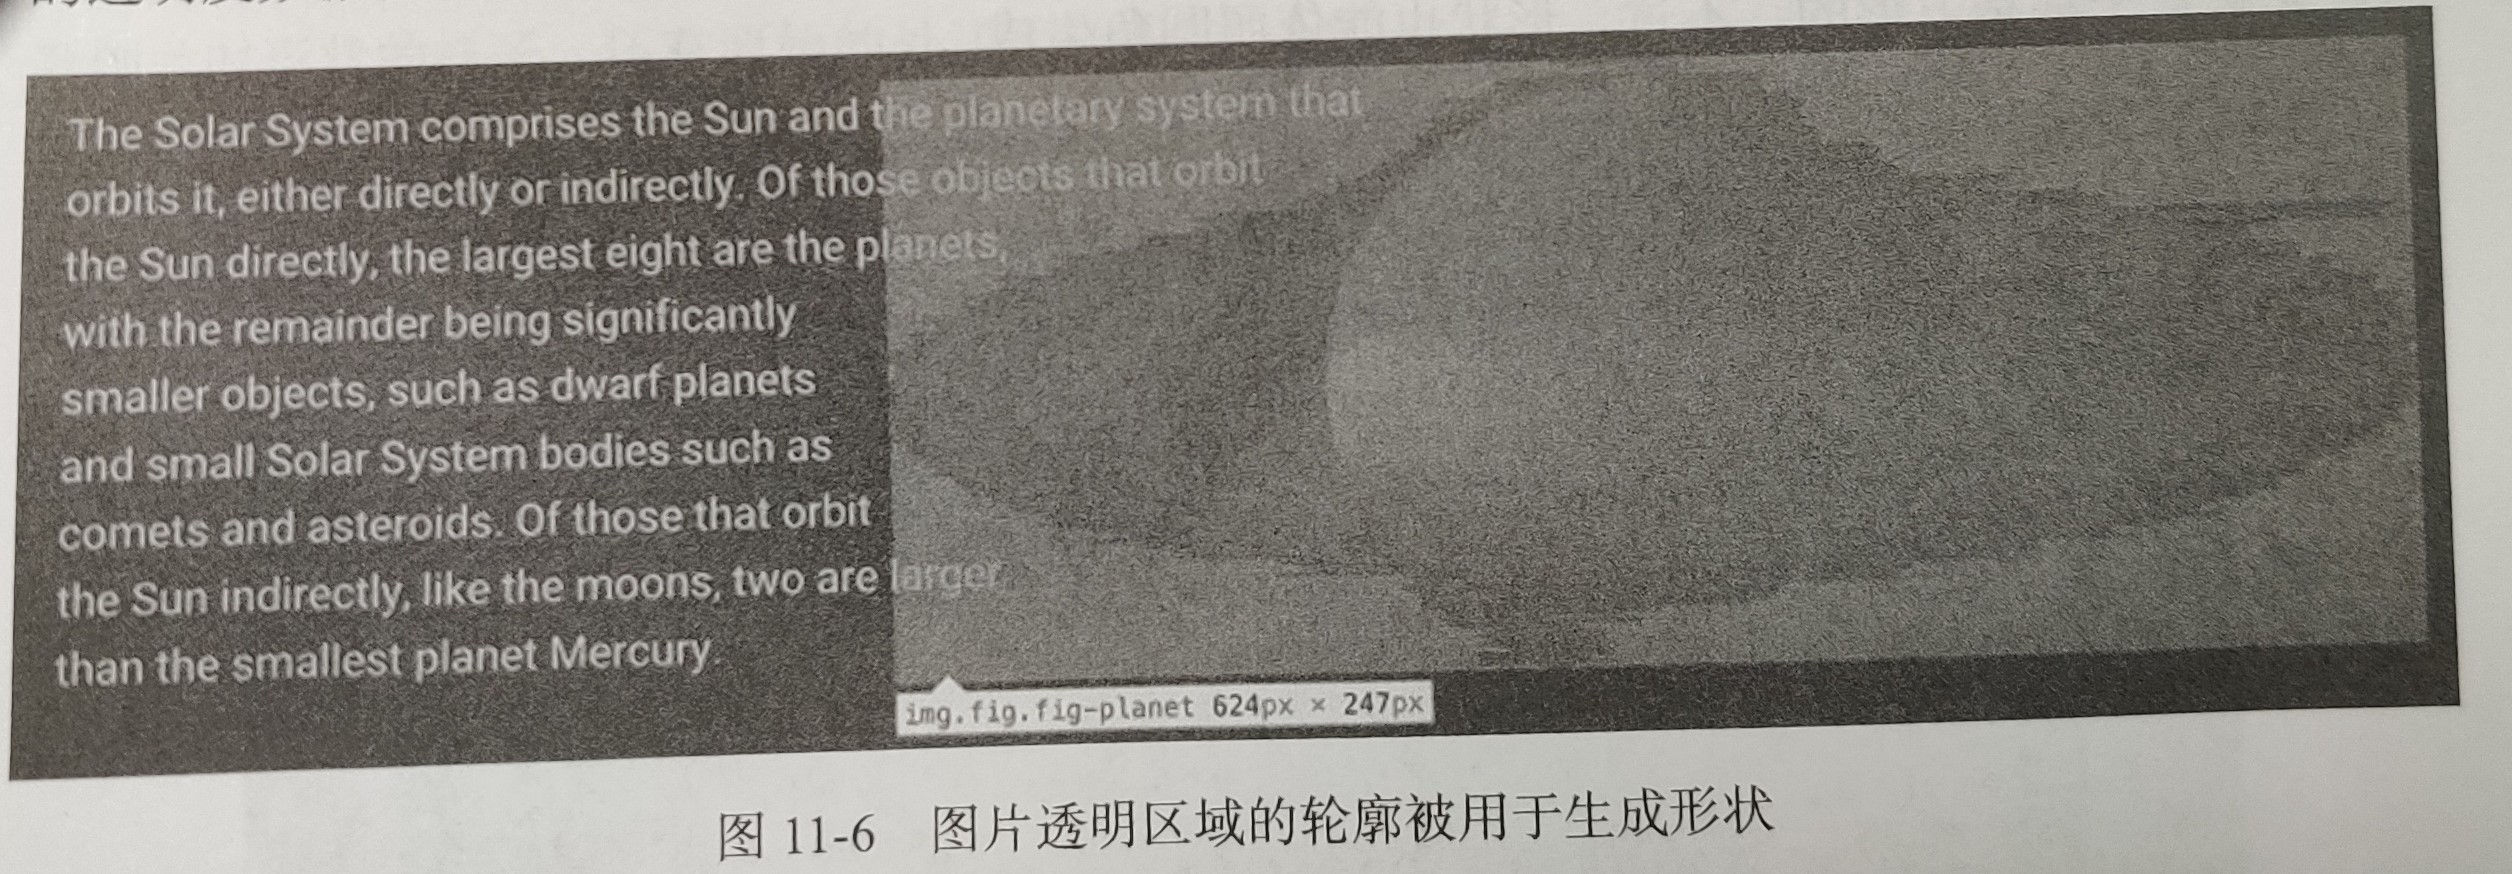 The Solar System comprises the Sun and the planetary system that
orbits it, either directly or indirectly. Of those objects that orbit
the Sun directly, the largest eight are the planets,
with the remainder being significantly
smaller objects, such as dwarf planets
and small Solar System bodies such as
comets and asteroids. Of those that orbit
the Sun indirectly, like the moons, two are larger
than the smallest planet Mercury.
img.fig.fig-planet 624px × 247px
图 11-6 图片透明区域的轮廓被用于生成形状